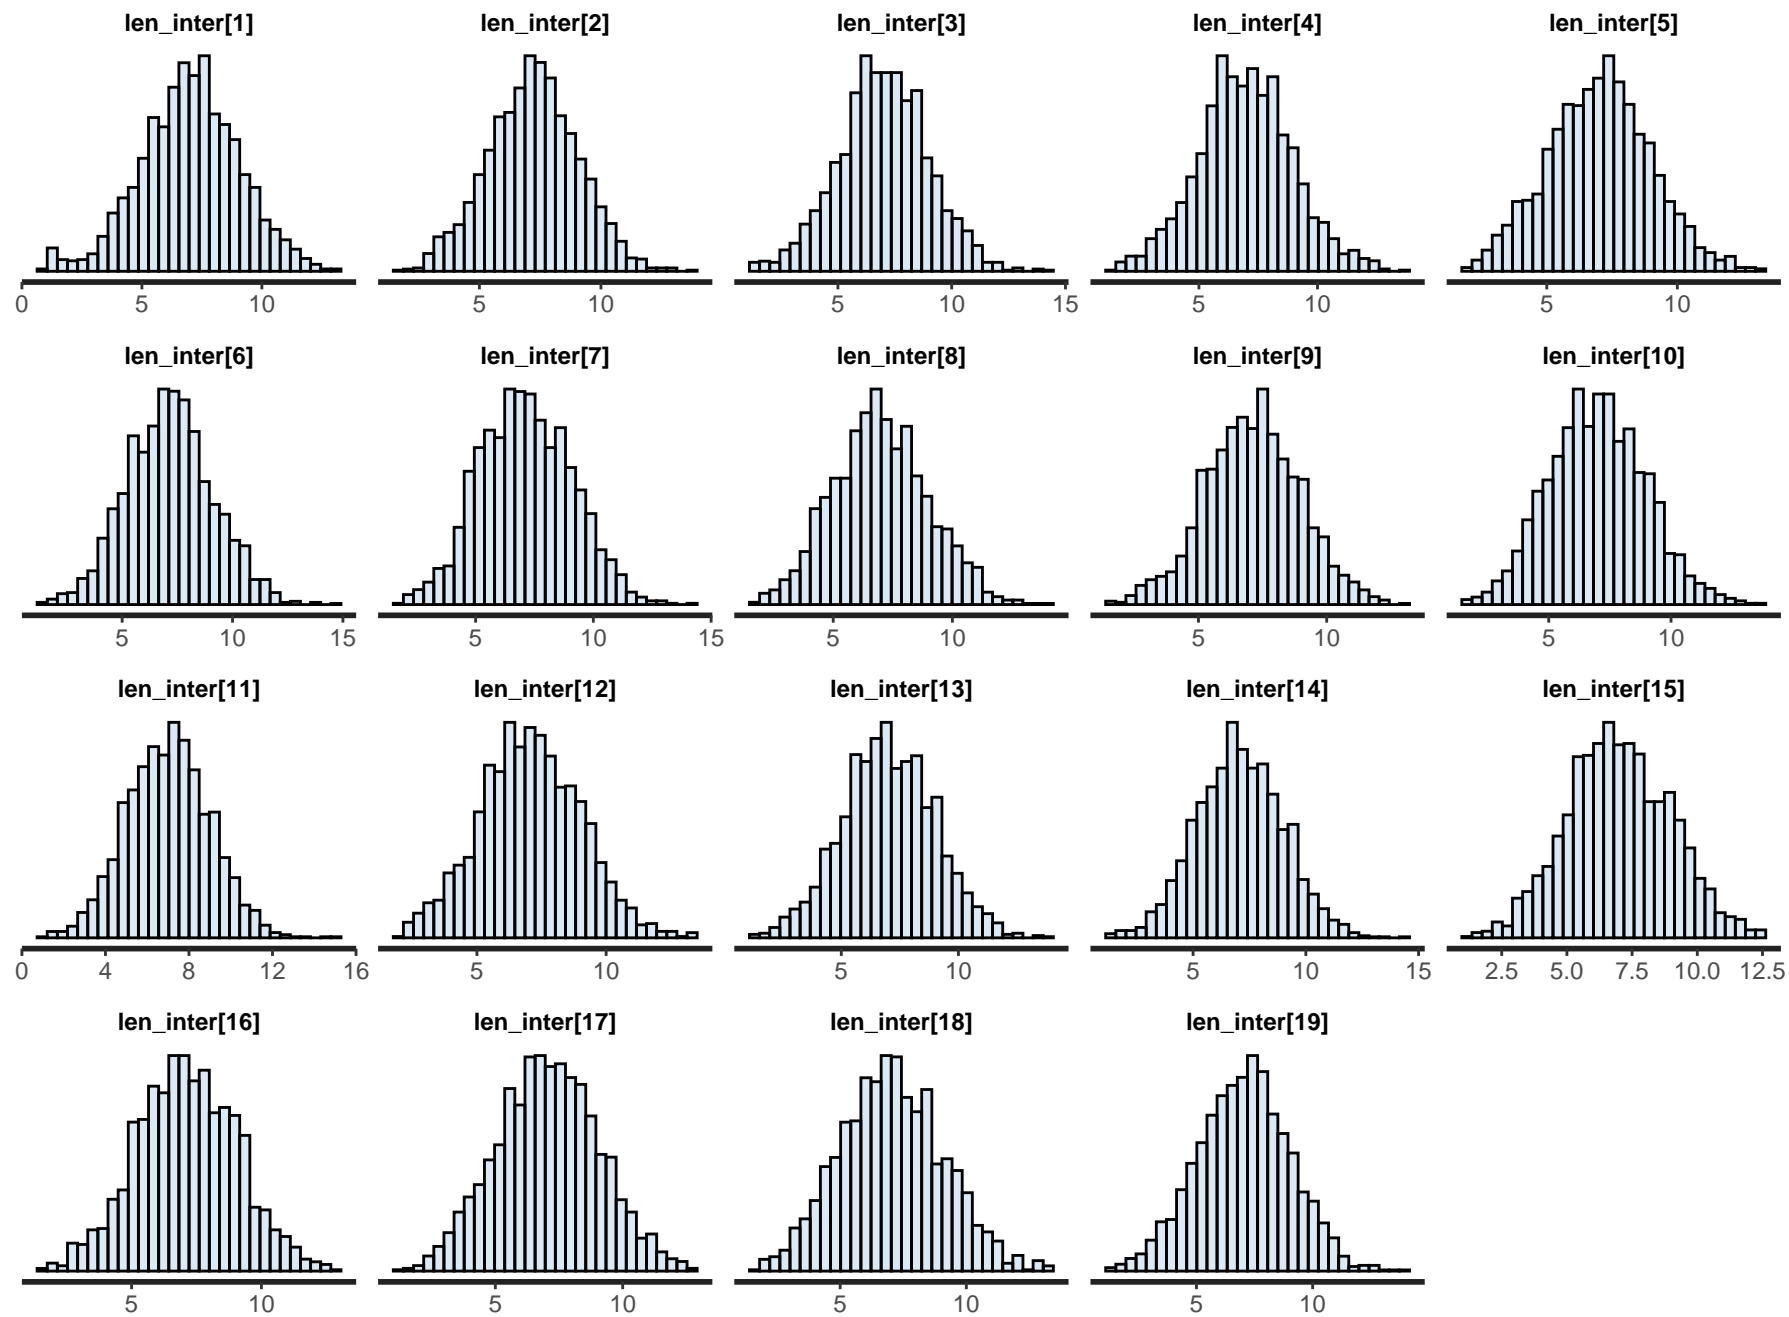 len_inter[1] len_inter[2] len_inter[3] len_inter[4] len_inter[5]
0 5 10 5 10 5 10 15 5 10 5 10
len_inter[6] len_inter[7] len_inter[8] len_inter[9] len_inter[10]
5 10 15 5 10 15 5 10 5 10 5 10
len_inter[11] len_inter[12] len_inter[13] len_inter[14] len_inter[15]
0 4 8 12 16 5 10 5 10 5 10 15 2.5 5.0 7.5 10.0 12.5
len_inter[16] len_inter[17] len_inter[18] len_inter[19]
5 10 5 10 5 10 5 10